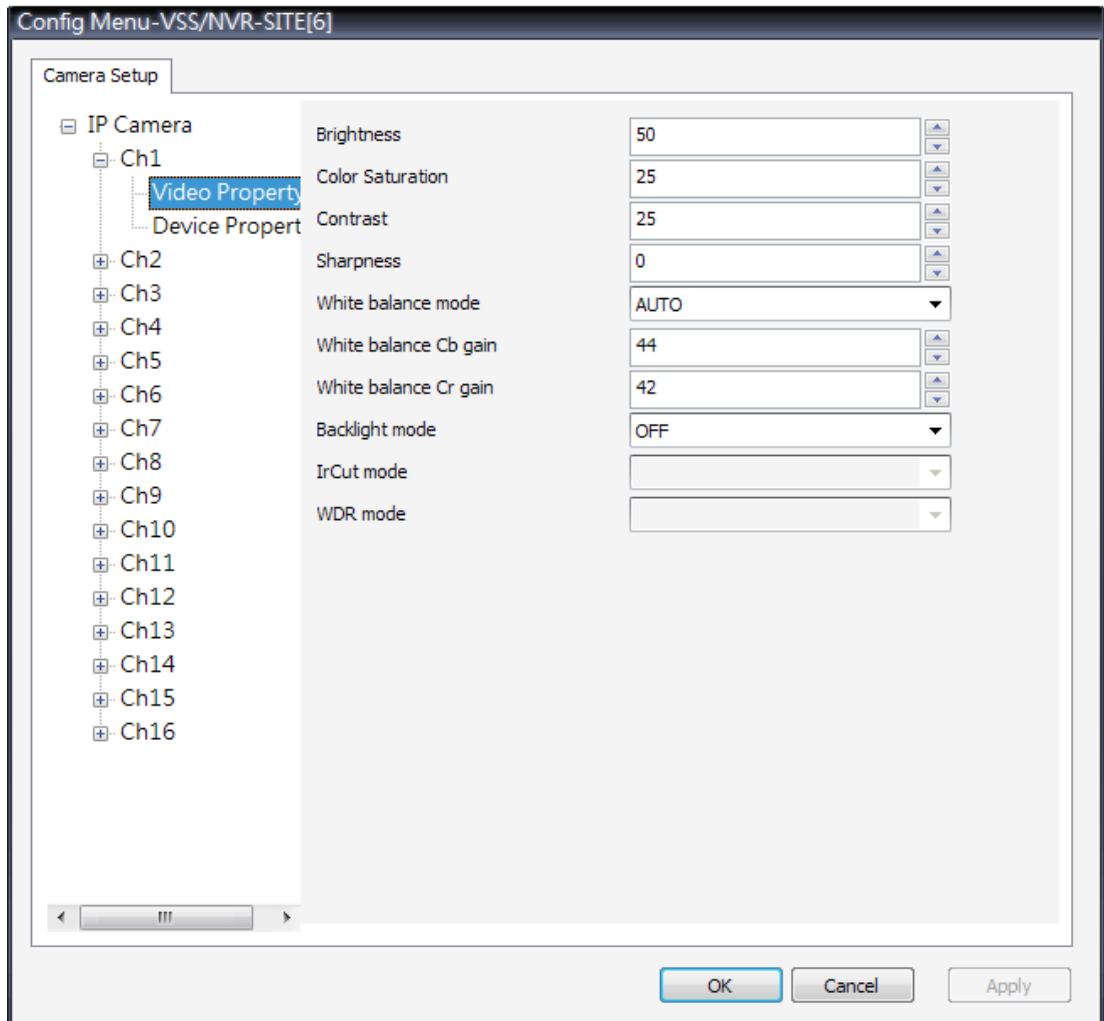 Config Menu-VSS/NVR-SITE[6]
Camera Setup
IP Camera
Ch1
Video Property
Device Propert
Ch2
Ch3
Ch4
Ch5
Ch6
Ch7
Ch8
Ch9
Ch10
Ch11
Ch12
Ch13
Ch14
Ch15
Ch16
Brightness 50
Color Saturation 25
Contrast 25
Sharpness 0
White balance mode AUTO
White balance Cb gain 44
White balance Cr gain 42
Backlight mode OFF
IrCut mode
WDR mode
OK Cancel Apply